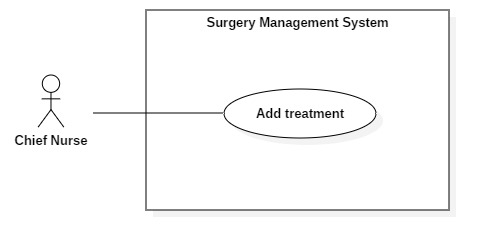 Surgery Management System
Add treatment
Chief Nurse